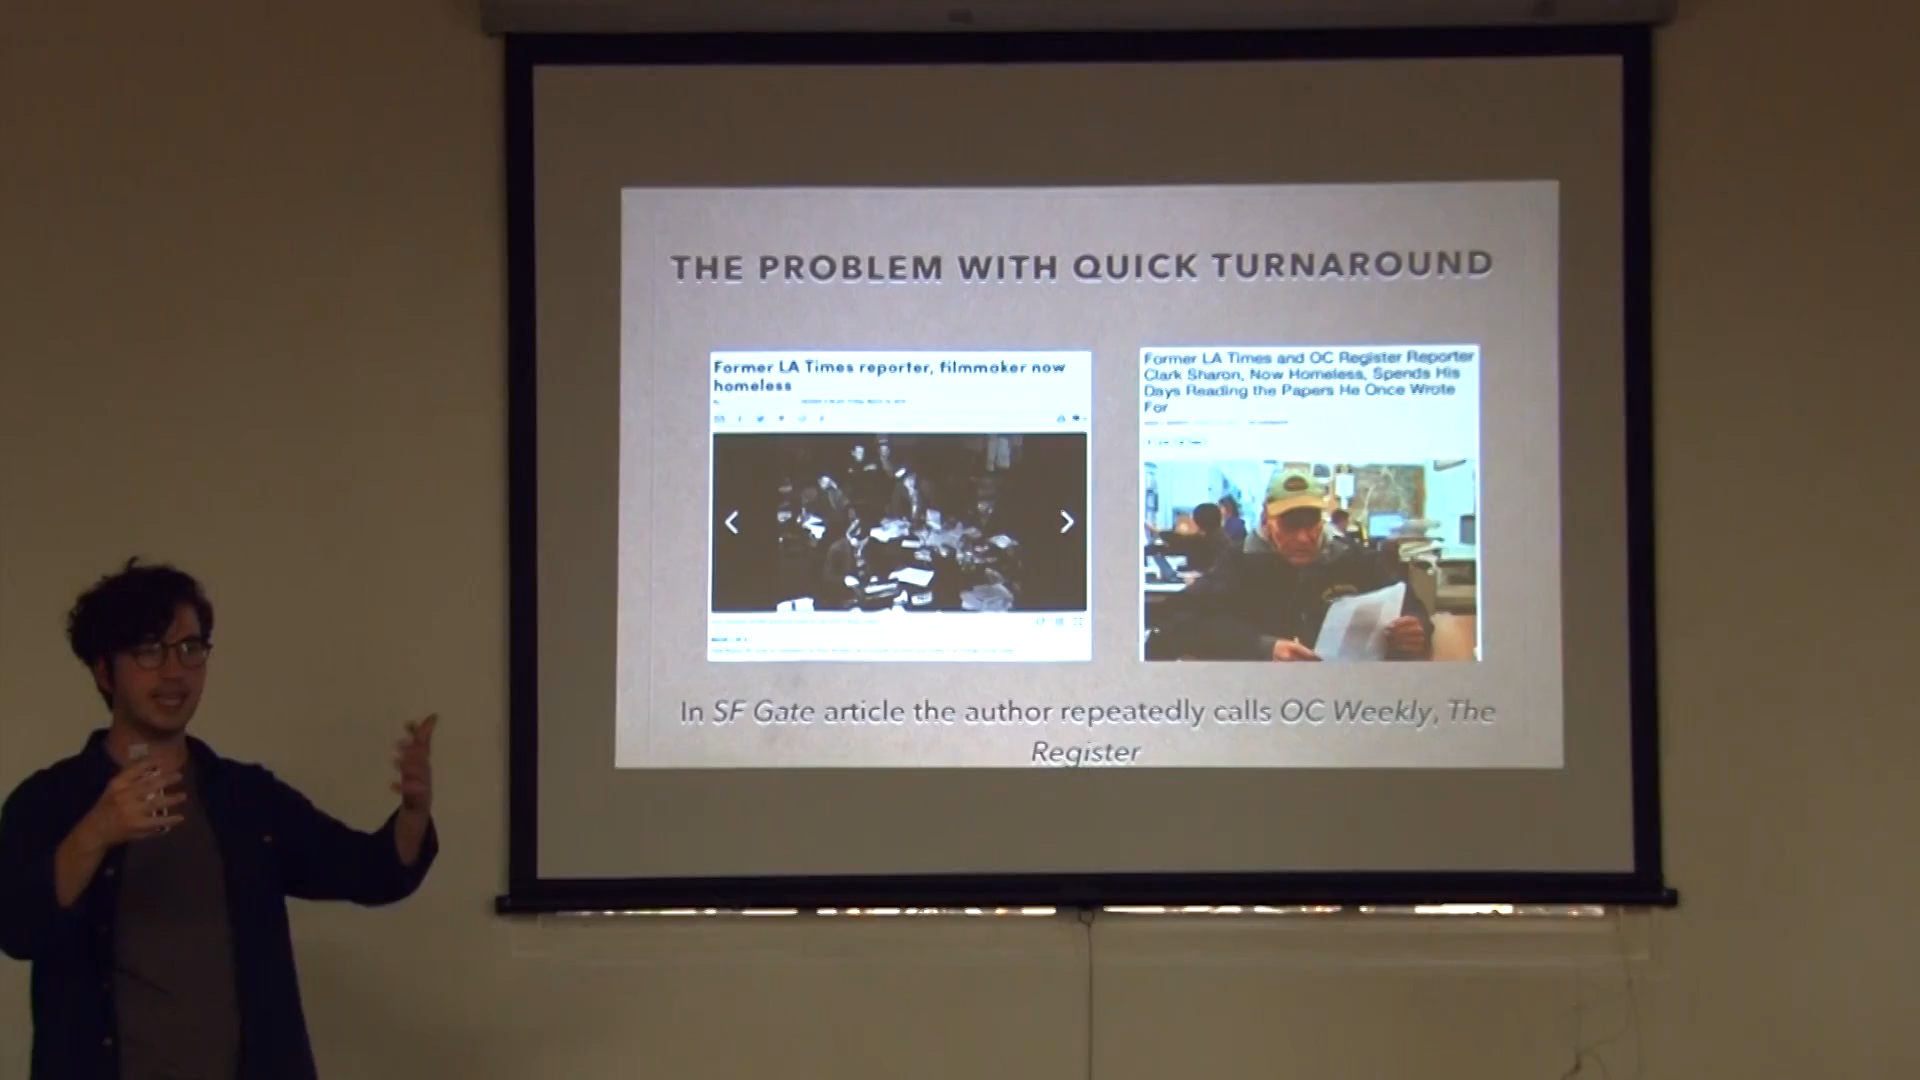 THE PROBLEM WITH QUICK TURNAROUND
Former LA Times reporter, filmmaker now
homeless
Former LA Times and OC Register Reporter
Clark Sharon, Now Homeless, Spends His
Days Reading the Papers He Once Wrote
For
In SF Gate article the author repeatedly calls OC Weekly, The
Register